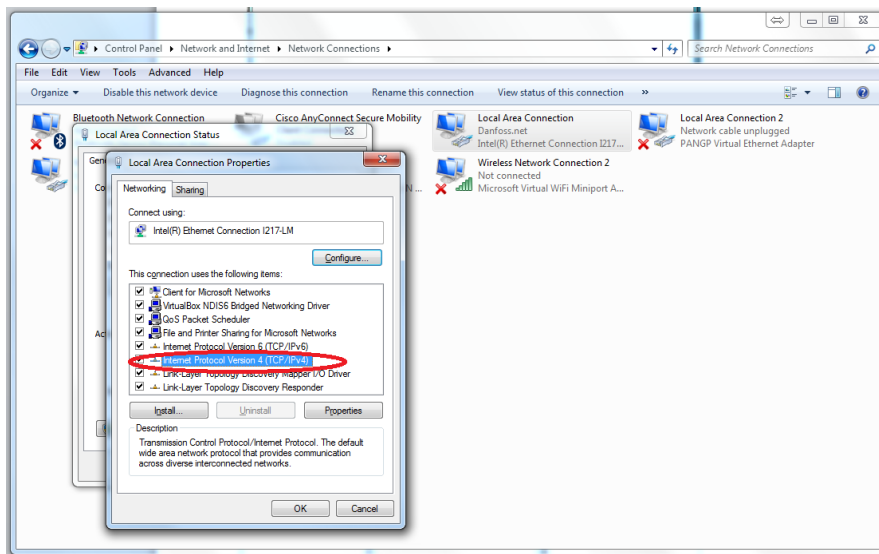 Control Panel ▸ Network and Internet ▸ Network Connections ▸
Search Network Connections
File Edit View Tools Advanced Help
Organize Disable this network device Diagnose this connection Rename this connection View status of this connection »
Bluetooth Network Connection
Cisco AnyConnect Secure Mobility
Local Area Connection
Danfoss.net
Intel(R) Ethernet Connection I217...
Local Area Connection 2
Network cable unplugged
PANGP Virtual Ethernet Adapter
Wireless Network Connection 2
Not connected
Microsoft Virtual WiFi Miniport A...
Local Area Connection Status
Local Area Connection Properties
Networking Sharing
Connect using:
Intel(R) Ethernet Connection I217-LM
Configure...
This connection uses the following items:
Client for Microsoft Networks
VirtualBox NDIS6 Bridged Networking Driver
QoS Packet Scheduler
File and Printer Sharing for Microsoft Networks
Internet Protocol Version 6 (TCP/IPv6)
Internet Protocol Version 4 (TCP/IPv4)
Link-Layer Topology Discovery Mapper I/O Driver
Link-Layer Topology Discovery Responder
Install... Uninstall Properties
Description
Transmission Control Protocol/Internet Protocol. The default
wide area network protocol that provides communication
across diverse interconnected networks.
OK Cancel